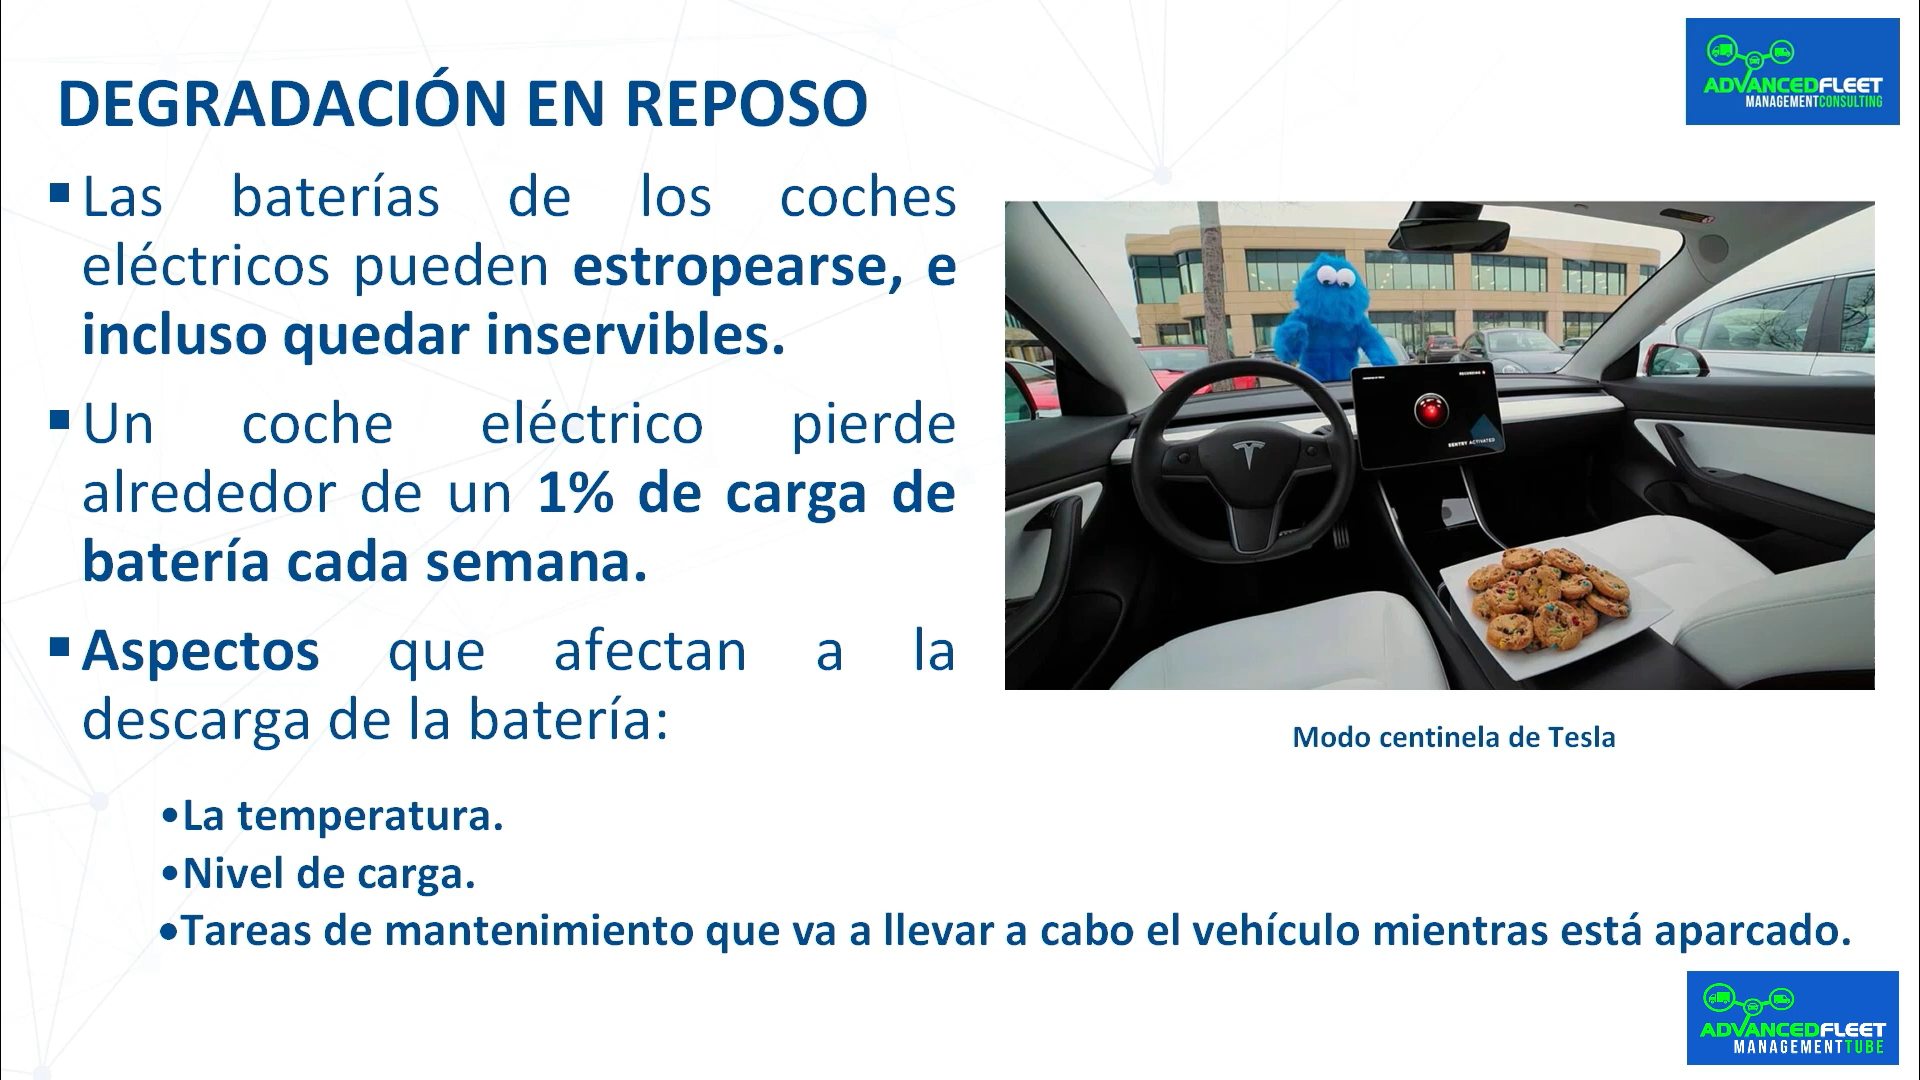 DEGRADACIÓN EN REPOSO
ADVANCEDFLEET
MANAGEMENTCONSULTING
▪Las baterías de los coches
eléctricos pueden estropearse, e
incluso quedar inservibles.
▪Un coche eléctrico pierde
alrededor de un 1% de carga de
batería cada semana.
▪Aspectos que afectan a la
descarga de la batería:
SENTRY ACTIVATED
Modo centinela de Tesla
•La temperatura.
•Nivel de carga.
•Tareas de mantenimiento que va a llevar a cabo el vehículo mientras está aparcado.
ADVANCEDFLEET
MANAGEMENTTUBE